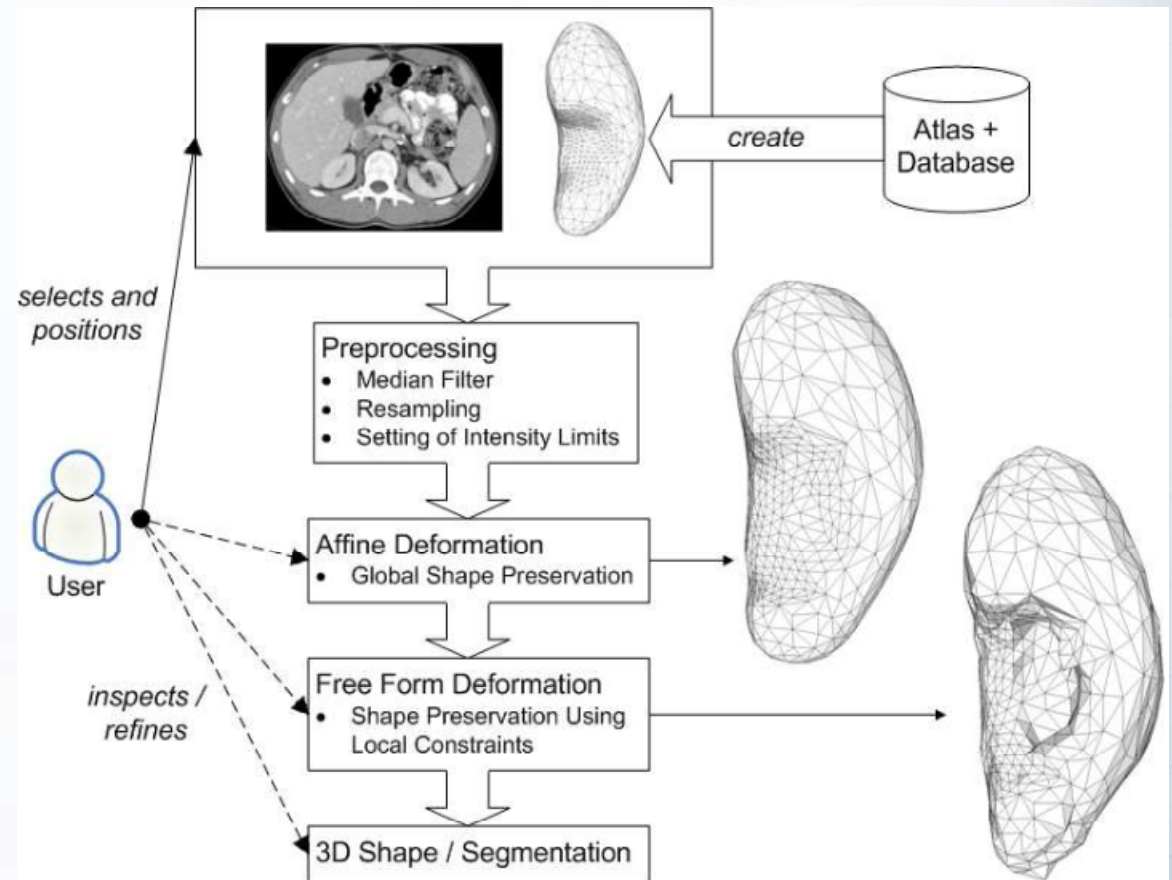 create
Atlas +
Database
selects and
positions
Preprocessing
• Median Filter
• Resampling
• Setting of Intensity Limits
User
Affine Deformation
• Global Shape Preservation
Free Form Deformation
• Shape Preservation Using
Local Constraints
inspects /
refines
3D Shape / Segmentation